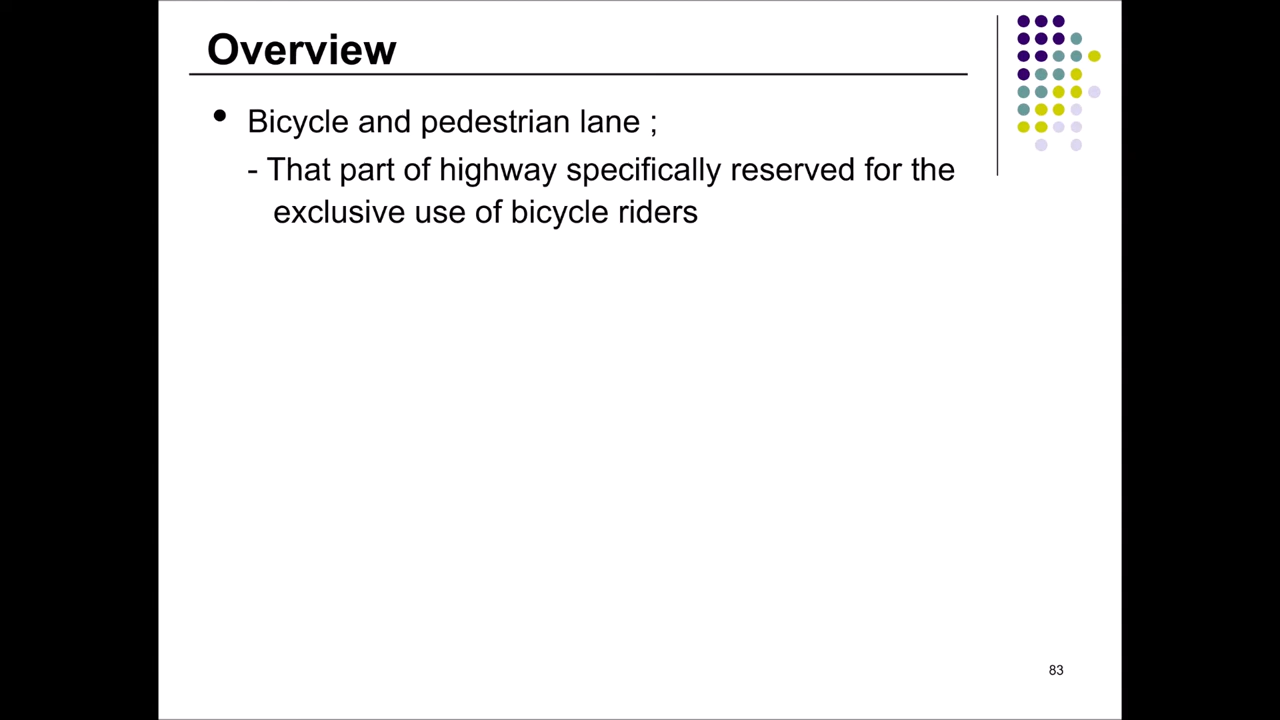 Overview
• Bicycle and pedestrian lane ;
- That part of highway specifically reserved for the
exclusive use of bicycle riders
83